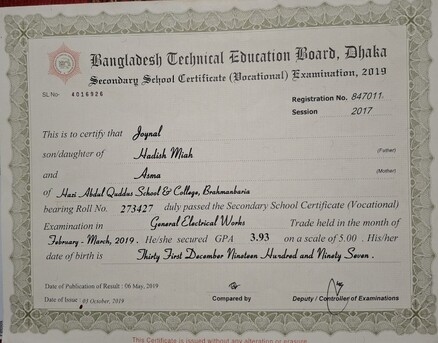 Bangladesh Technical Education Board, Dhaka
Secondary School Certificate (Vocational) Examination, 2019
SL.No- 4016926
Registration No. 847011
Session 2017
This is to certify that Joynal
son/daughter of Hadish Miah (Father)
and Asma (Mother)
of Hazi Abdul Quddus School & College, Brahmanbaria
bearing Roll No. 273427 duly passed the Secondary School Certificate (Vocational)
Examination in General Electrical Works Trade held in the month of
February - March, 2019. He/she secured GPA 3.93 on a scale of 5.00. His/her
date of birth is Thirty First December Nineteen Hundred and Ninety Seven.
Date of Publication of Result : 06 May, 2019
Date of Issue : 03 October, 2019
Compared by
Deputy / Controller of Examinations
This Certificate is issued without any alteration or erasure